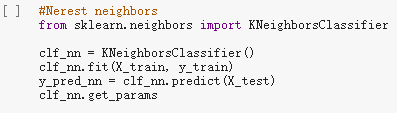 [ ] #Nerest neighbors
from sklearn.neighbors import KNeighborsClassifier
clf_nn = KNeighborsClassifier()
clf_nn.fit(X_train, y_train)
y_pred_nn = clf_nn.predict(X_test)
clf_nn.get_params